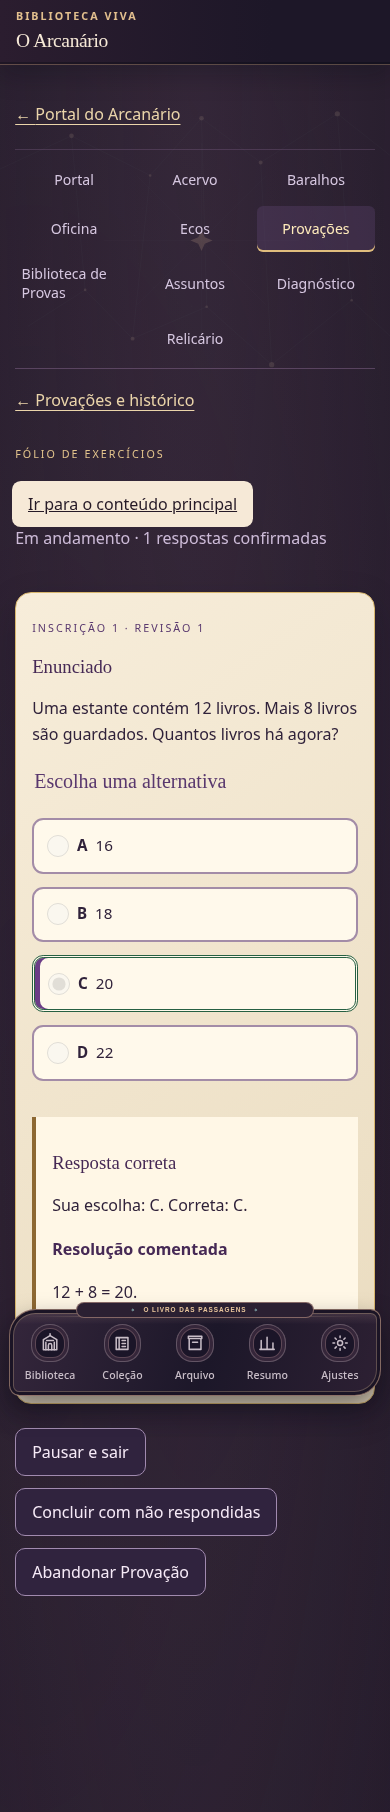 BIBLIOTECA VIVA
O Arcanário
← Portal do Arcanário
Portal
Acervo
Baralhos
Oficina
Ecos
Provações
Biblioteca de
Provas
Assuntos
Diagnóstico
Relicário
← Provações e histórico
FÓLIO DE EXERCÍCIOS
Ir para o conteúdo principal
Em andamento · 1 respostas confirmadas
INSCRIÇÃO 1 · REVISÃO 1
Enunciado
Uma estante contém 12 livros. Mais 8 livros
são guardados. Quantos livros há agora?
Escolha uma alternativa
A 16
B 18
C 20
D 22
Resposta correta
Sua escolha: C. Correta: C.
Resolução comentada
12 + 8 = 20.
O LIVRO DAS PASSAGENS
Biblioteca
Coleção
Arquivo
Resumo
Ajustes
Pausar e sair
Concluir com não respondidas
Abandonar Provação